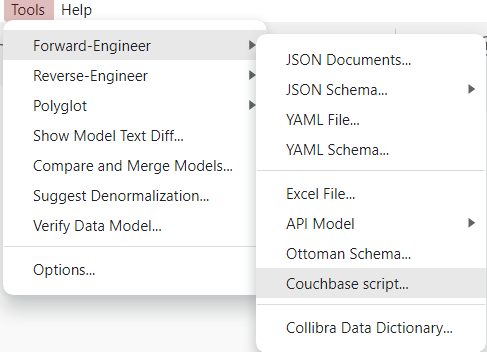 Tools Help
Forward-Engineer
Reverse-Engineer
Polyglot
Show Model Text Diff...
Compare and Merge Models...
Suggest Denormalization...
Verify Data Model...
Options...
JSON Documents...
JSON Schema...
YAML File...
YAML Schema...
Excel File...
API Model
Ottoman Schema...
Couchbase script...
Collibra Data Dictionary...